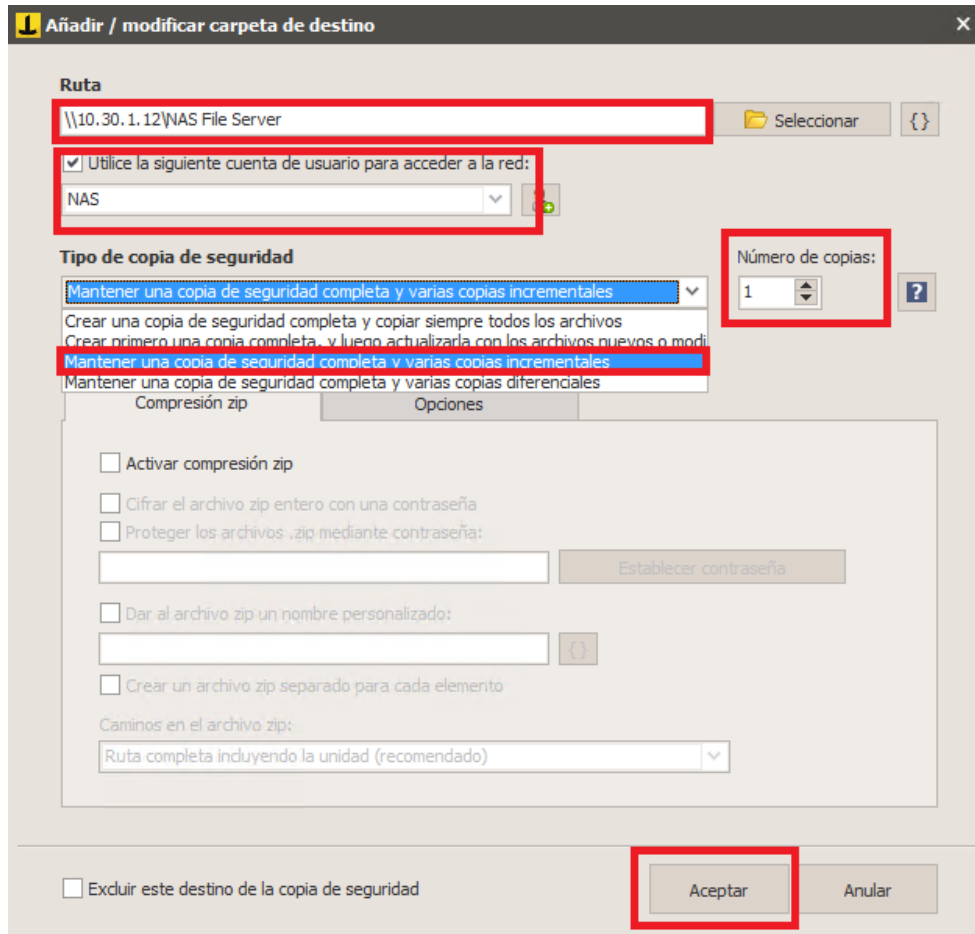 Añadir / modificar carpeta de destino
Ruta
\\10.30.1.12\NAS File Server
Seleccionar
{}
Utilice la siguiente cuenta de usuario para acceder a la red:
NAS
Tipo de copia de seguridad
Número de copias:
Mantener una copia de seguridad completa y varias copias incrementales
1
?
Crear una copia de seguridad completa y copiar siempre todos los archivos
Crear primero una copia completa, y luego actualizarla con los archivos nuevos o modi
Mantener una copia de seguridad completa y varias copias incrementales
Mantener una copia de seguridad completa y varias copias diferenciales
Compresión zip
Opciones
Activar compresión zip
Cifrar el archivo zip entero con una contraseña
Proteger los archivos .zip mediante contraseña:
Establecer contraseña
Dar al archivo zip un nombre personalizado:
{}
Crear un archivo zip separado para cada elemento
Caminos en el archivo zip:
Ruta completa incluyendo la unidad (recomendado)
Excluir este destino de la copia de seguridad
Aceptar
Anular